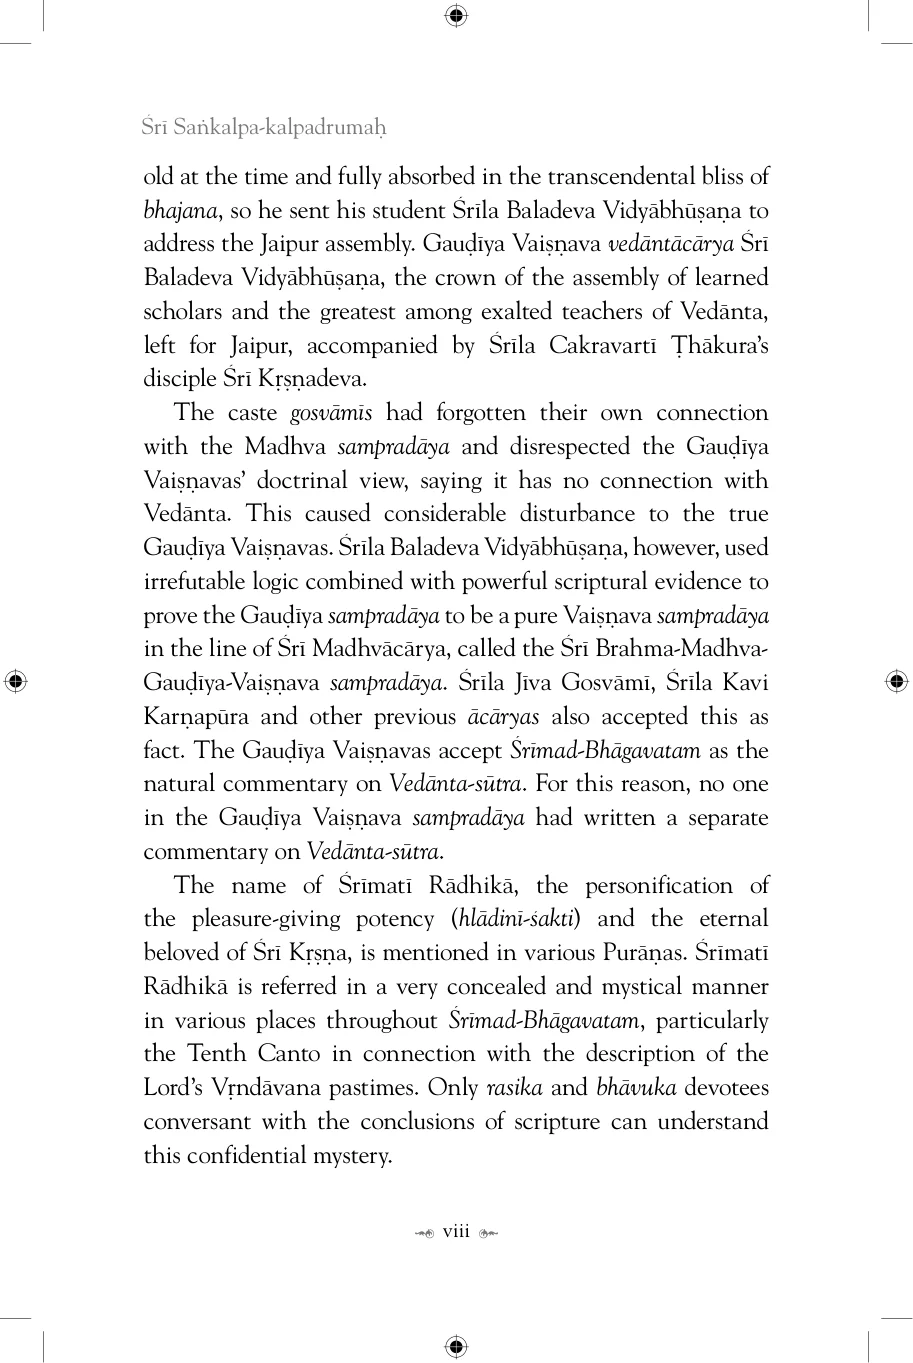 Śrī Saṅkalpa-kalpadrumaḥ
old at the time and fully absorbed in the transcendental bliss of
bhajana, so he sent his student Śrīla Baladeva Vidyābhūṣaṇa to
address the Jaipur assembly. Gauḍīya Vaiṣṇava vedāntācārya Śrī
Baladeva Vidyābhūṣaṇa, the crown of the assembly of learned
scholars and the greatest among exalted teachers of Vedānta,
left for Jaipur, accompanied by Śrīla Cakravartī Ṭhākura’s
disciple Śrī Kṛṣṇadeva.
The caste gosvāmīs had forgotten their own connection
with the Madhva sampradāya and disrespected the Gauḍīya
Vaiṣṇavas’ doctrinal view, saying it has no connection with
Vedānta. This caused considerable disturbance to the true
Gauḍīya Vaiṣṇavas. Śrīla Baladeva Vidyābhūṣaṇa, however, used
irrefutable logic combined with powerful scriptural evidence to
prove the Gauḍīya sampradāya to be a pure Vaiṣṇava sampradāya
in the line of Śrī Madhvācārya, called the Śrī Brahma-Madhva-
Gauḍīya-Vaiṣṇava sampradāya. Śrīla Jīva Gosvāmī, Śrīla Kavi
Karṇapūra and other previous ācāryas also accepted this as
fact. The Gauḍīya Vaiṣṇavas accept Śrīmad-Bhāgavatam as the
natural commentary on Vedānta-sūtra. For this reason, no one
in the Gauḍīya Vaiṣṇava sampradāya had written a separate
commentary on Vedānta-sūtra.
The name of Śrīmatī Rādhikā, the personification of
the pleasure-giving potency (hlādinī-śakti) and the eternal
beloved of Śrī Kṛṣṇa, is mentioned in various Purāṇas. Śrīmatī
Rādhikā is referred in a very concealed and mystical manner
in various places throughout Śrīmad-Bhāgavatam, particularly
the Tenth Canto in connection with the description of the
Lord’s Vṛndāvana pastimes. Only rasika and bhāvuka devotees
conversant with the conclusions of scripture can understand
this confidential mystery.
viii